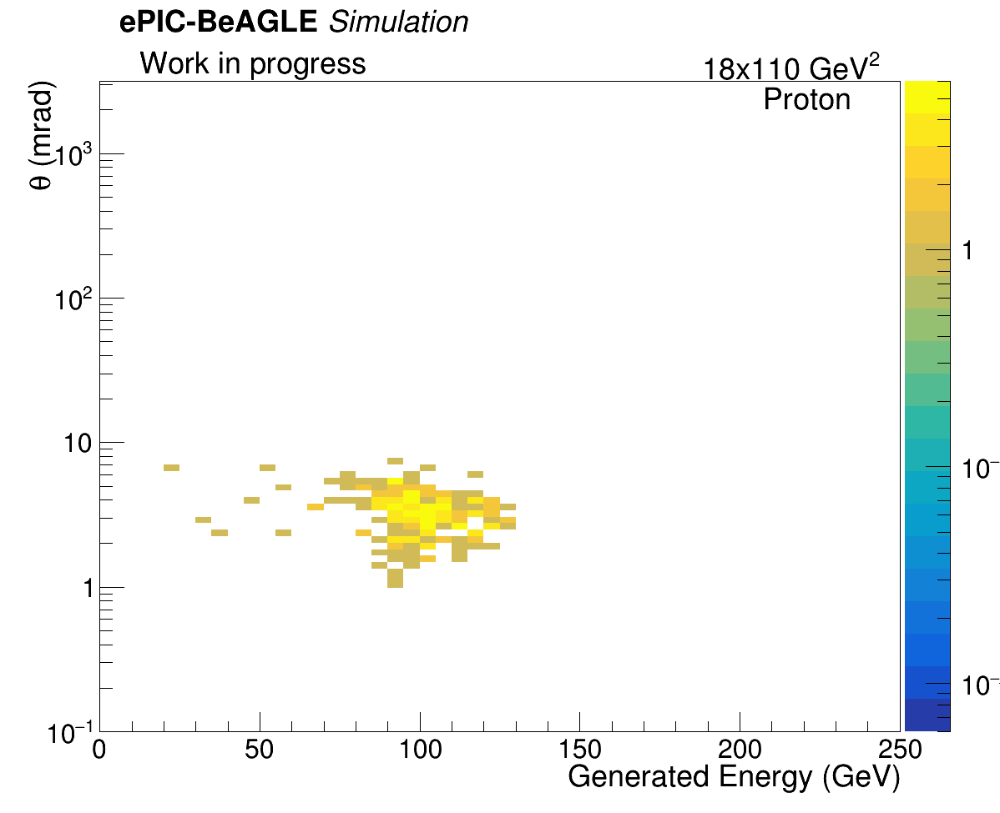 ePIC-BeAGLE Simulation
Work in progress
18x110 GeV²
Proton
θ (mrad)
10³
10²
10
1
10⁻¹
0 50 100 150 200 250
Generated Energy (GeV)
1
10⁻
10⁻